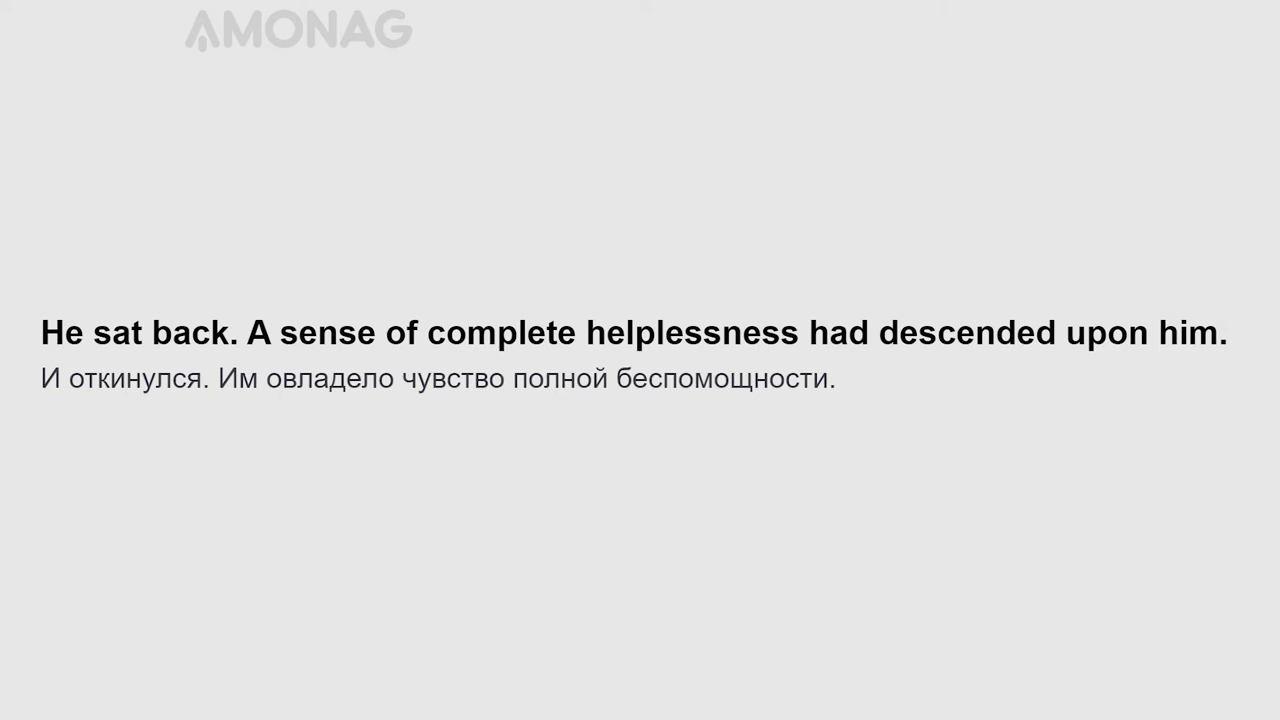 AMONAG
He sat back. A sense of complete helplessness had descended upon him.
И откинулся. Им овладело чувство полной беспомощности.